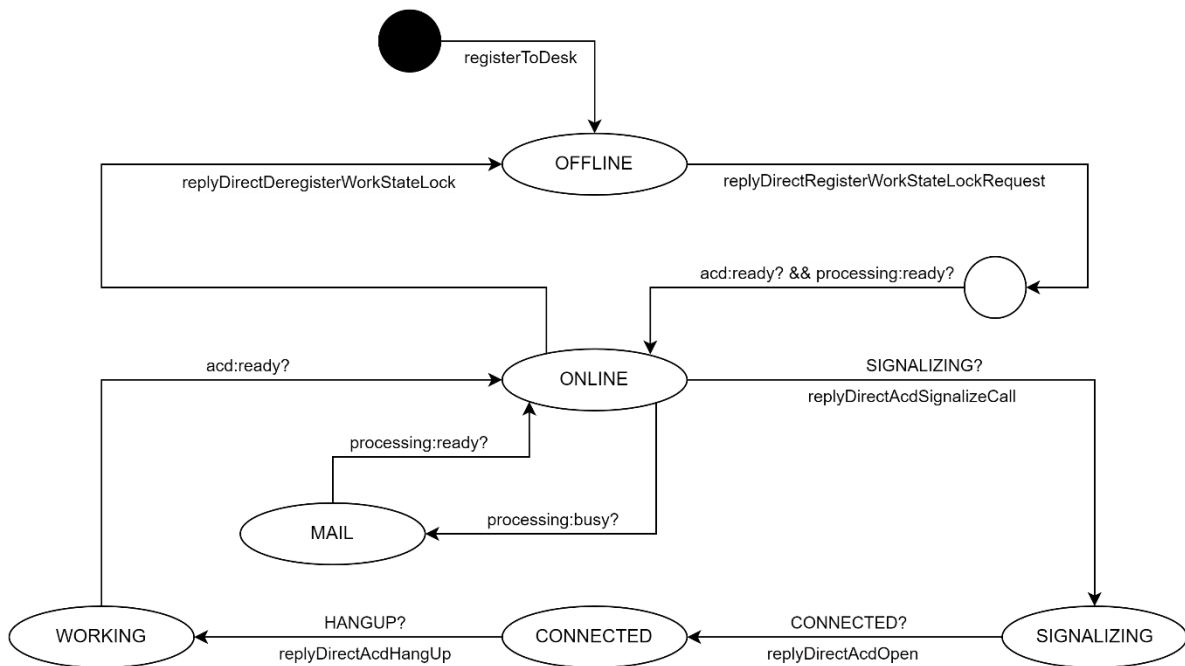 registerToDesk
OFFLINE
replyDirectDeregisterWorkStateLock
replyDirectRegisterWorkStateLockRequest
acd:ready? && processing:ready?
acd:ready?
ONLINE
SIGNALIZING?
replyDirectAcdSignalizeCall
processing:ready?
MAIL
processing:busy?
WORKING
HANGUP?
replyDirectAcdHangUp
CONNECTED
CONNECTED?
replyDirectAcdOpen
SIGNALIZING